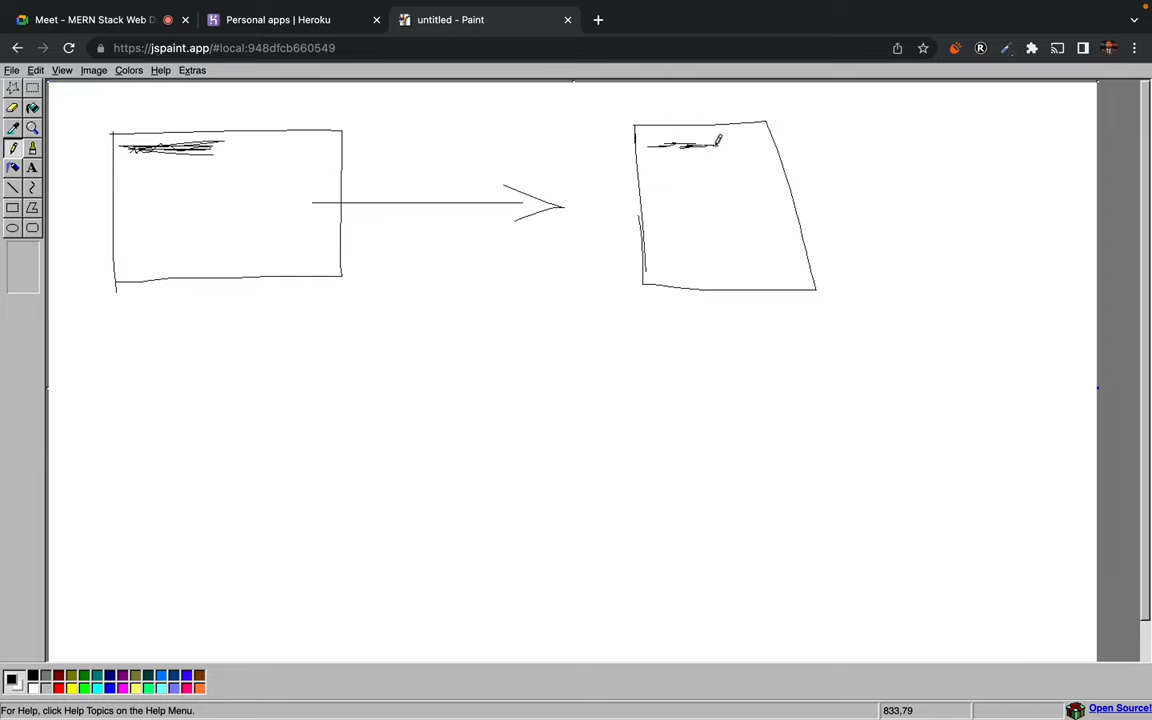 Meet - MERN Stack Web D
Personal apps | Heroku
untitled - Paint
https://jspaint.app/#local:948dfcb660549
File Edit View Image Colors Help Extras
A
For Help, click Help Topics on the Help Menu.
833,79
Open Source!